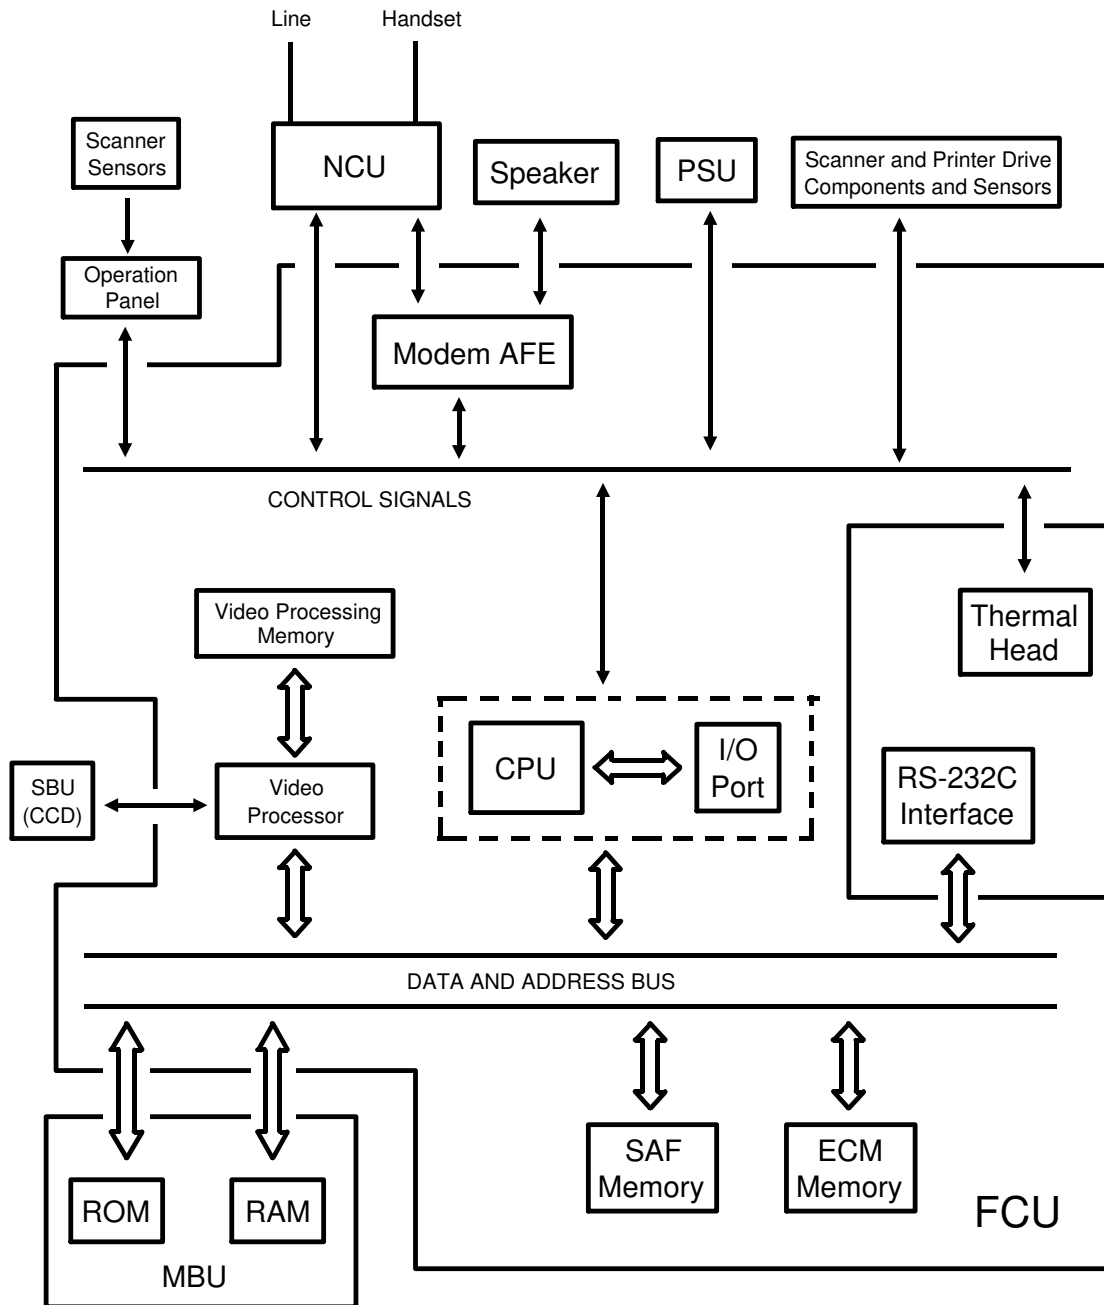 Line
Handset
Scanner
Sensors
NCU
Speaker
PSU
Scanner and Printer Drive
Components and Sensors
Operation
Panel
Modem AFE
CONTROL SIGNALS
Video Processing
Memory
Thermal
Head
CPU
I/O
Port
SBU
(CCD)
Video
Processor
RS-232C
Interface
DATA AND ADDRESS BUS
SAF
Memory
ECM
Memory
ROM
RAM
FCU
MBU